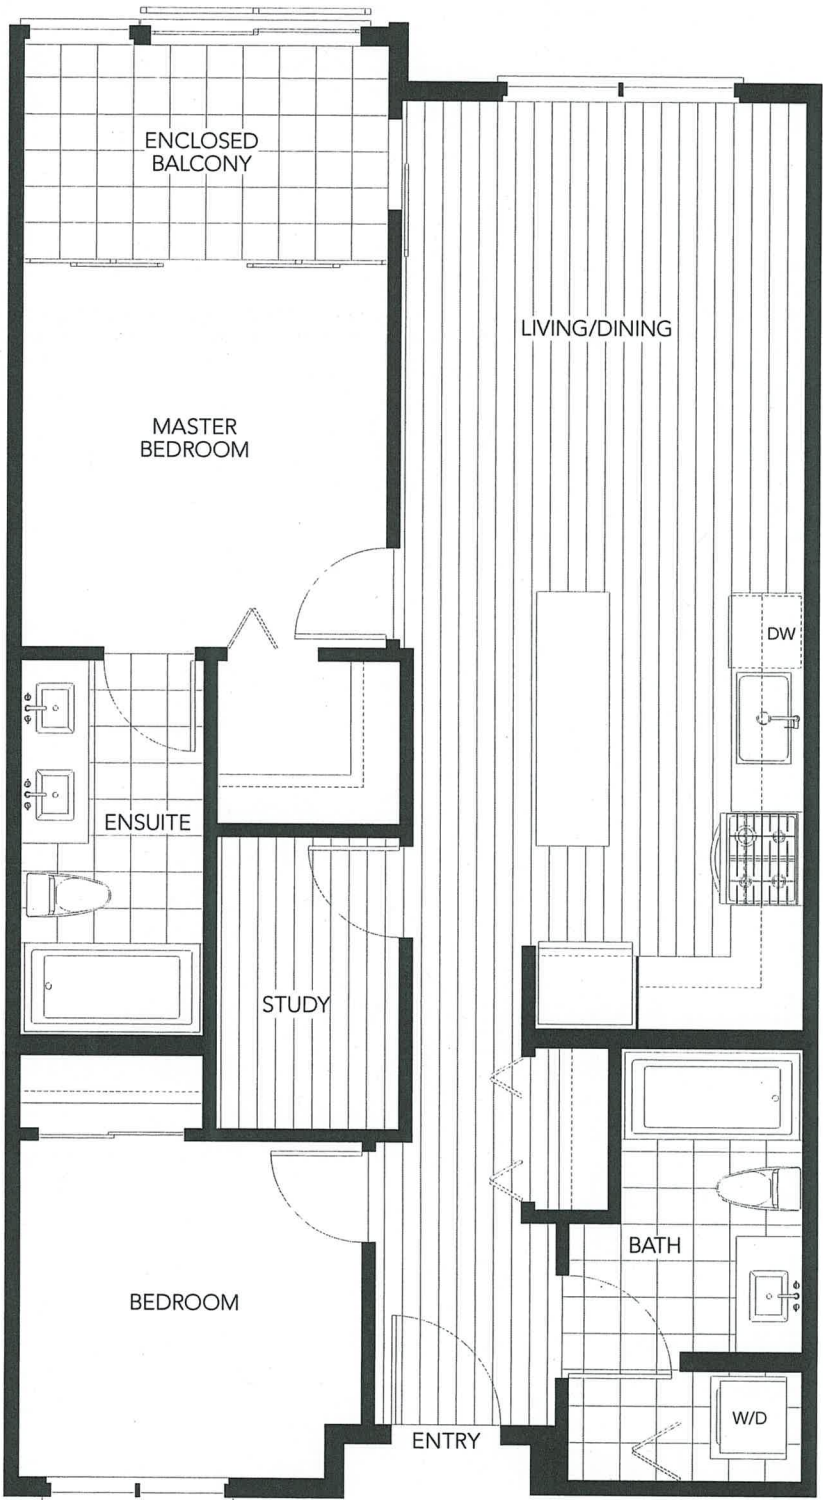 ENCLOSED
BALCONY
LIVING/DINING
MASTER
BEDROOM
DW
ENSUITE
STUDY
BATH
BEDROOM
W/D
ENTRY